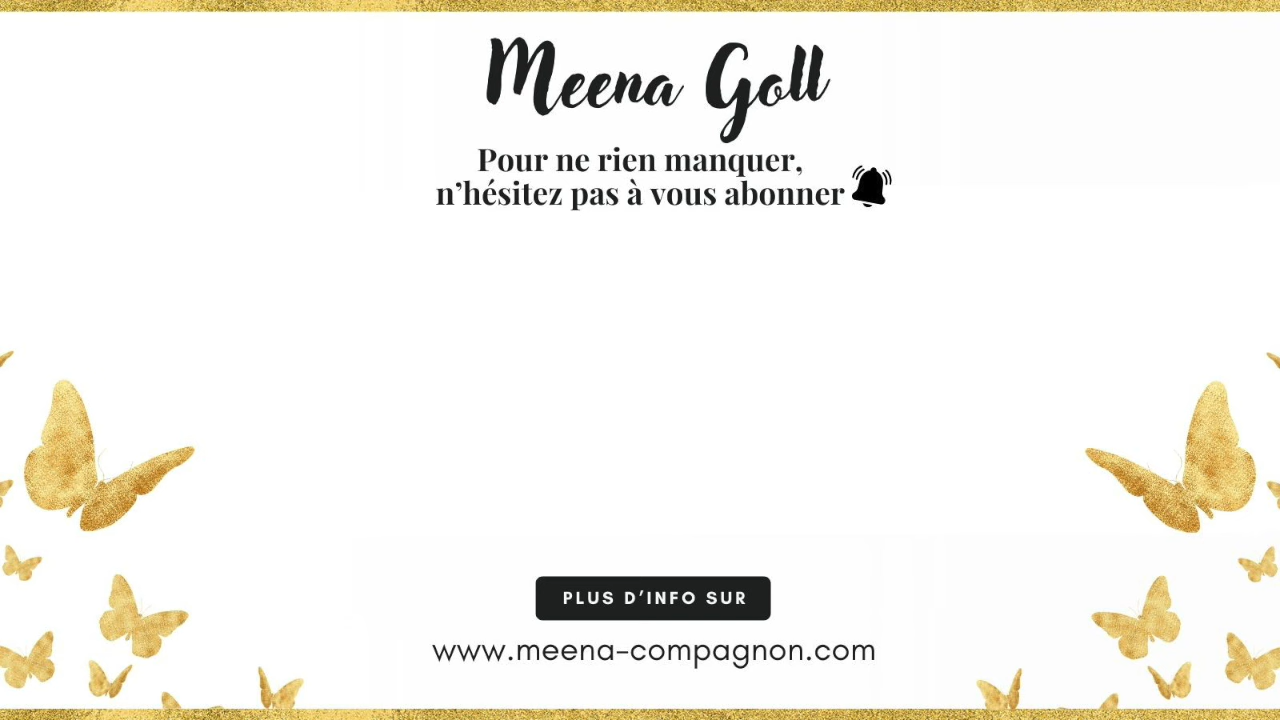 Meena Goll
Pour ne rien manquer,
n’hésitez pas à vous abonner
PLUS D’INFO SUR
www.meena-compagnon.com